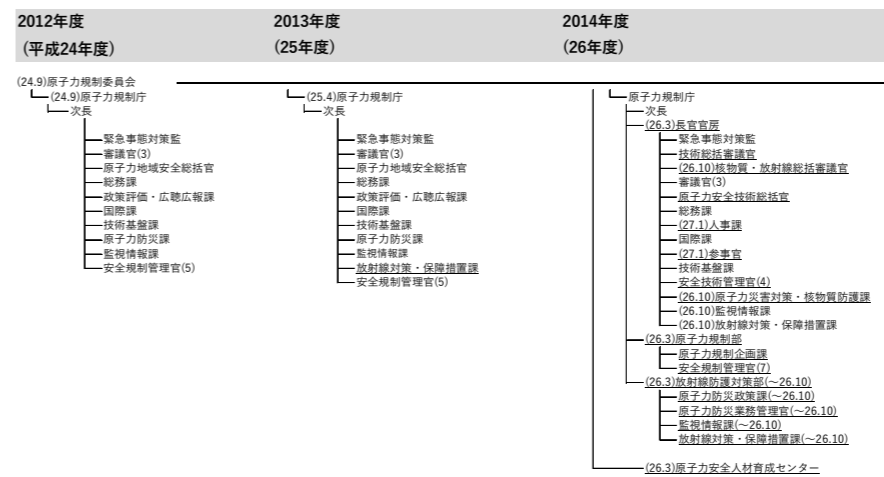 2012年度
(平成24年度)
2013年度
(25年度)
2014年度
(26年度)
(24.9)原子力規制委員会
(24.9)原子力規制庁
次長
緊急事態対策監
審議官(3)
原子力地域安全総括官
総務課
政策評価・広聴広報課
国際課
技術基盤課
原子力防災課
監視情報課
安全規制管理官(5)
(25.4)原子力規制庁
次長
緊急事態対策監
審議官(3)
原子力地域安全総括官
総務課
政策評価・広聴広報課
国際課
技術基盤課
原子力防災課
監視情報課
放射線対策・保障措置課
安全規制管理官(5)
原子力規制庁
次長
(26.3)長官官房
緊急事態対策監
技術総括審議官
(26.10)核物質・放射線総括審議官
審議官(3)
原子力安全技術総括官
総務課
(27.1)人事課
国際課
(27.1)参事官
技術基盤課
安全技術管理官(4)
(26.10)原子力災害対策・核物質防護課
(26.10)監視情報課
(26.10)放射線対策・保障措置課
(26.3)原子力規制部
原子力規制企画課
安全規制管理官(7)
(26.3)放射線防護対策部(~26.10)
原子力防災政策課(~26.10)
原子力防災業務管理官(~26.10)
監視情報課(~26.10)
放射線対策・保障措置課(~26.10)
(26.3)原子力安全人材育成センター